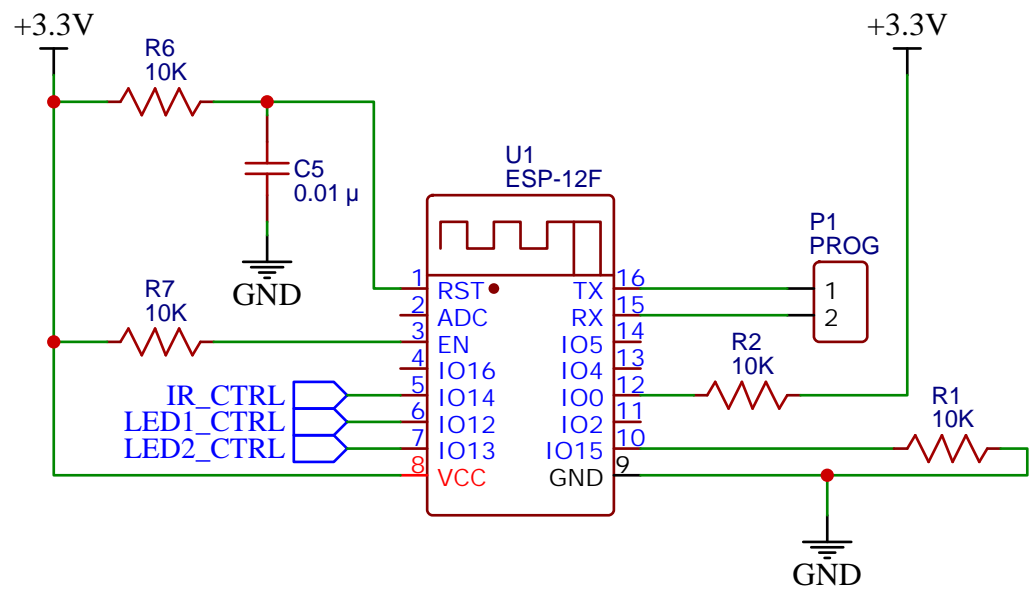 +3.3V
+3.3V
R6
10K
C5
0.01 µ
GND
U1
ESP-12F
P1
PROG
1
2
R7
10K
R2
10K
R1
10K
IR_CTRL
LED1_CTRL
LED2_CTRL
1 RST
2 ADC
3 EN
4 IO16
5 IO14
6 IO12
7 IO13
8 VCC
TX 16
RX 15
IO5 14
IO4 13
IO0 12
IO2 11
IO15 10
GND 9
GND